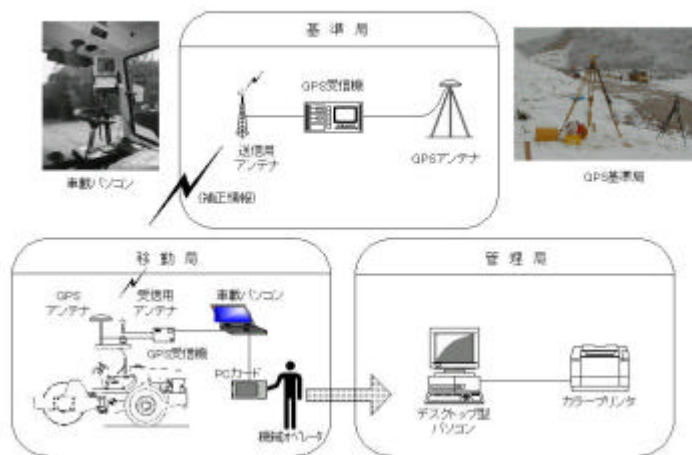 基準局
GPS受信機
送信用
アンテナ
GPSアンテナ
車載パソコン
(補正情報)
GPS基準局
移動局
GPS
アンテナ
受信用
アンテナ
車載パソコン
GPS受信機
PCカード
機械オペレータ
管理局
デスクトップ型
パソコン
カラープリンタ